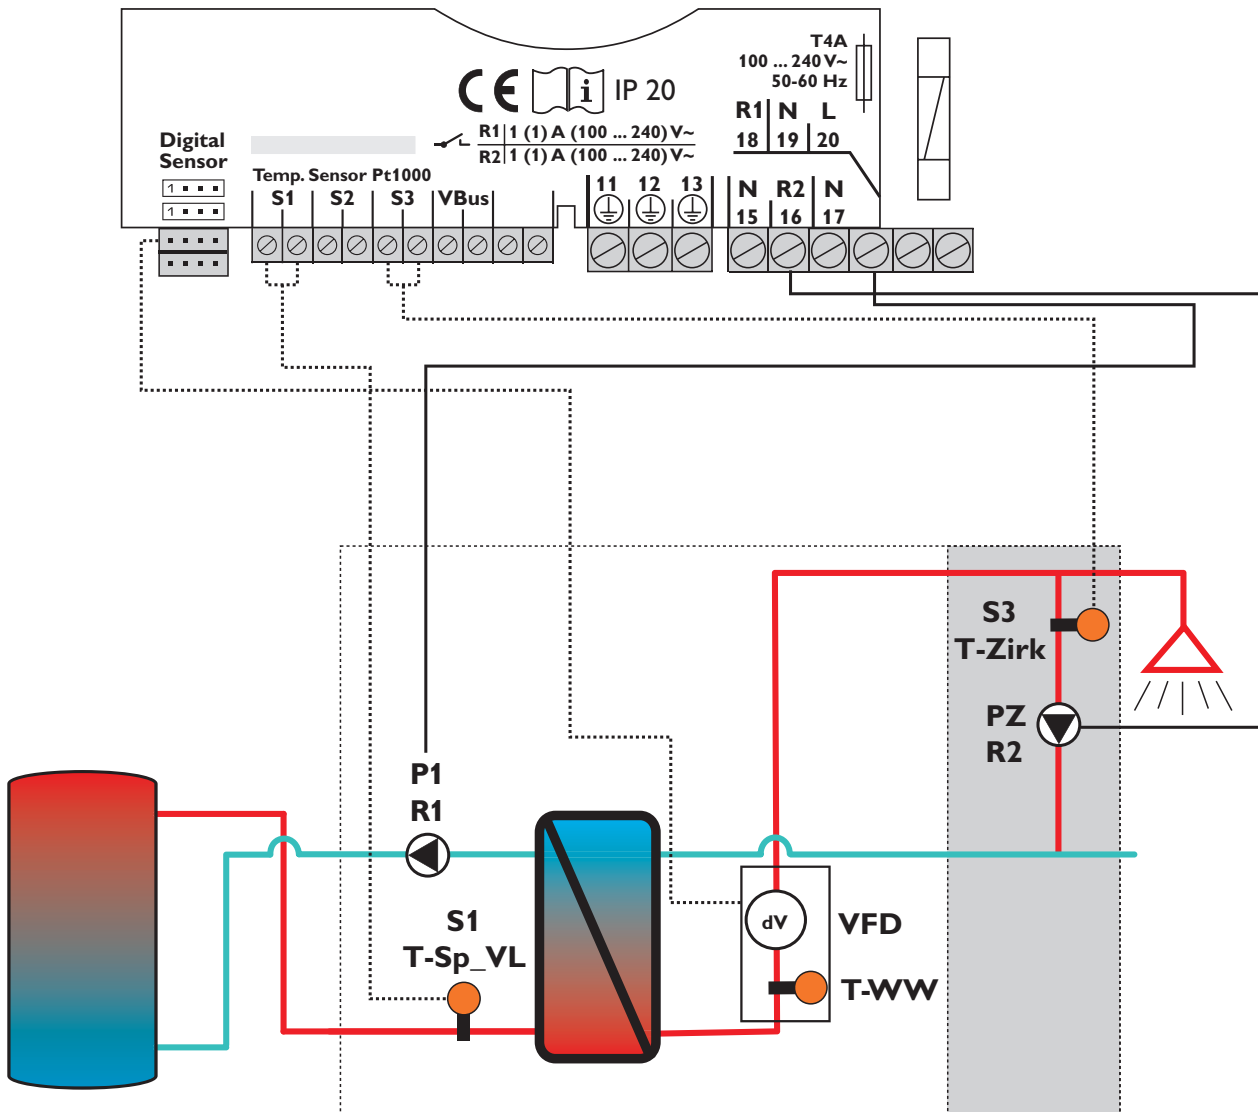 T4A
100 ... 240 V~
50-60 Hz
CE i IP 20
R1 N L
18 19 20
R1 1 (1) A (100 ... 240) V~
R2 1 (1) A (100 ... 240) V~
Digital
Sensor
Temp. Sensor Pt1000
1
1
S1 S2 S3 VBus
11 12 13
N R2 N
15 16 17
S3
T-Zirk
PZ
R2
P1
R1
S1
T-Sp_VL
dV
VFD
T-WW